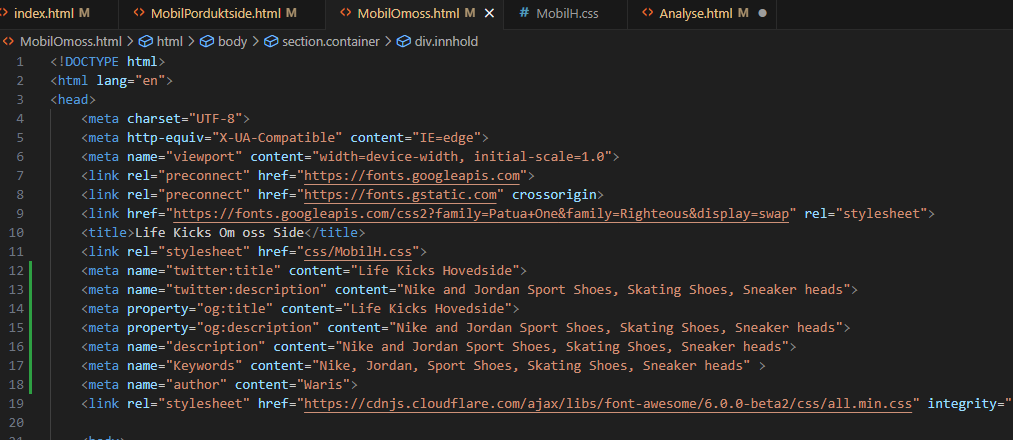 index.html M MobilPorduktside.html M MobilOmoss.html M # MobilH.css Analyse.html M
MobilOmoss.html > html > body > section.container > div.innhold
1 <!DOCTYPE html>
2 <html lang="en">
3 <head>
4 <meta charset="UTF-8">
5 <meta http-equiv="X-UA-Compatible" content="IE=edge">
6 <meta name="viewport" content="width=device-width, initial-scale=1.0">
7 <link rel="preconnect" href="https://fonts.googleapis.com">
8 <link rel="preconnect" href="https://fonts.gstatic.com" crossorigin>
9 <link href="https://fonts.googleapis.com/css2?family=Patua+One&family=Righteous&display=swap" rel="stylesheet">
10 <title>Life Kicks Om oss Side</title>
11 <link rel="stylesheet" href="css/MobilH.css">
12 <meta name="twitter:title" content="Life Kicks Hovedside">
13 <meta name="twitter:description" content="Nike and Jordan Sport Shoes, Skating Shoes, Sneaker heads">
14 <meta property="og:title" content="Life Kicks Hovedside">
15 <meta property="og:description" content="Nike and Jordan Sport Shoes, Skating Shoes, Sneaker heads">
16 <meta name="description" content="Nike and Jordan Sport Shoes, Skating Shoes, Sneaker heads">
17 <meta name="Keywords" content="Nike, Jordan, Sport Shoes, Skating Shoes, Sneaker heads" >
18 <meta name="author" content="Waris">
19 <link rel="stylesheet" href="https://cdnjs.cloudflare.com/ajax/libs/font-awesome/6.0.0-beta2/css/all.min.css" integrity="
20